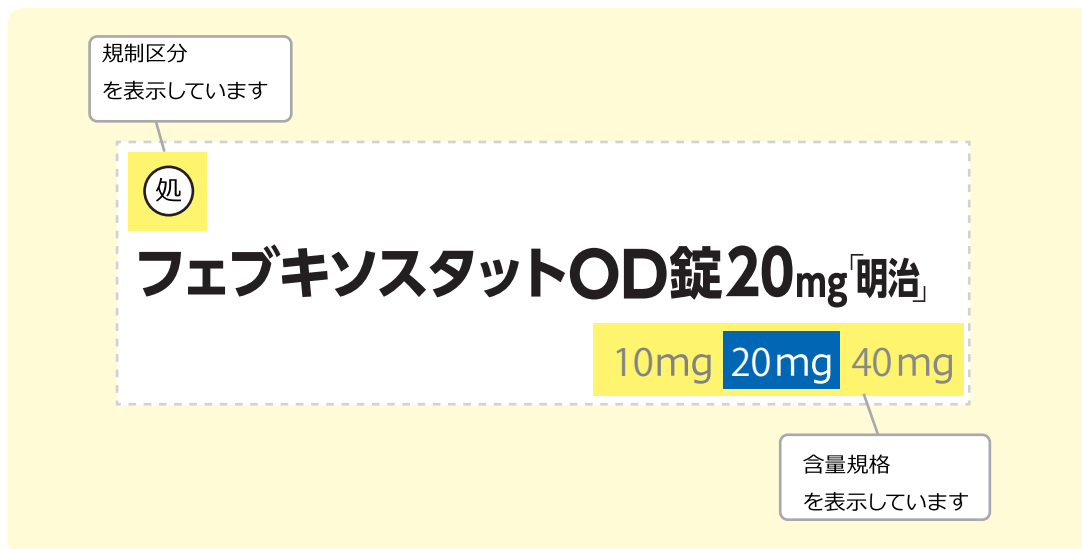 規制区分
を表示しています
処
フェブキソスタットOD錠20mg「明治」
10mg 20mg 40mg
含量規格
を表示しています